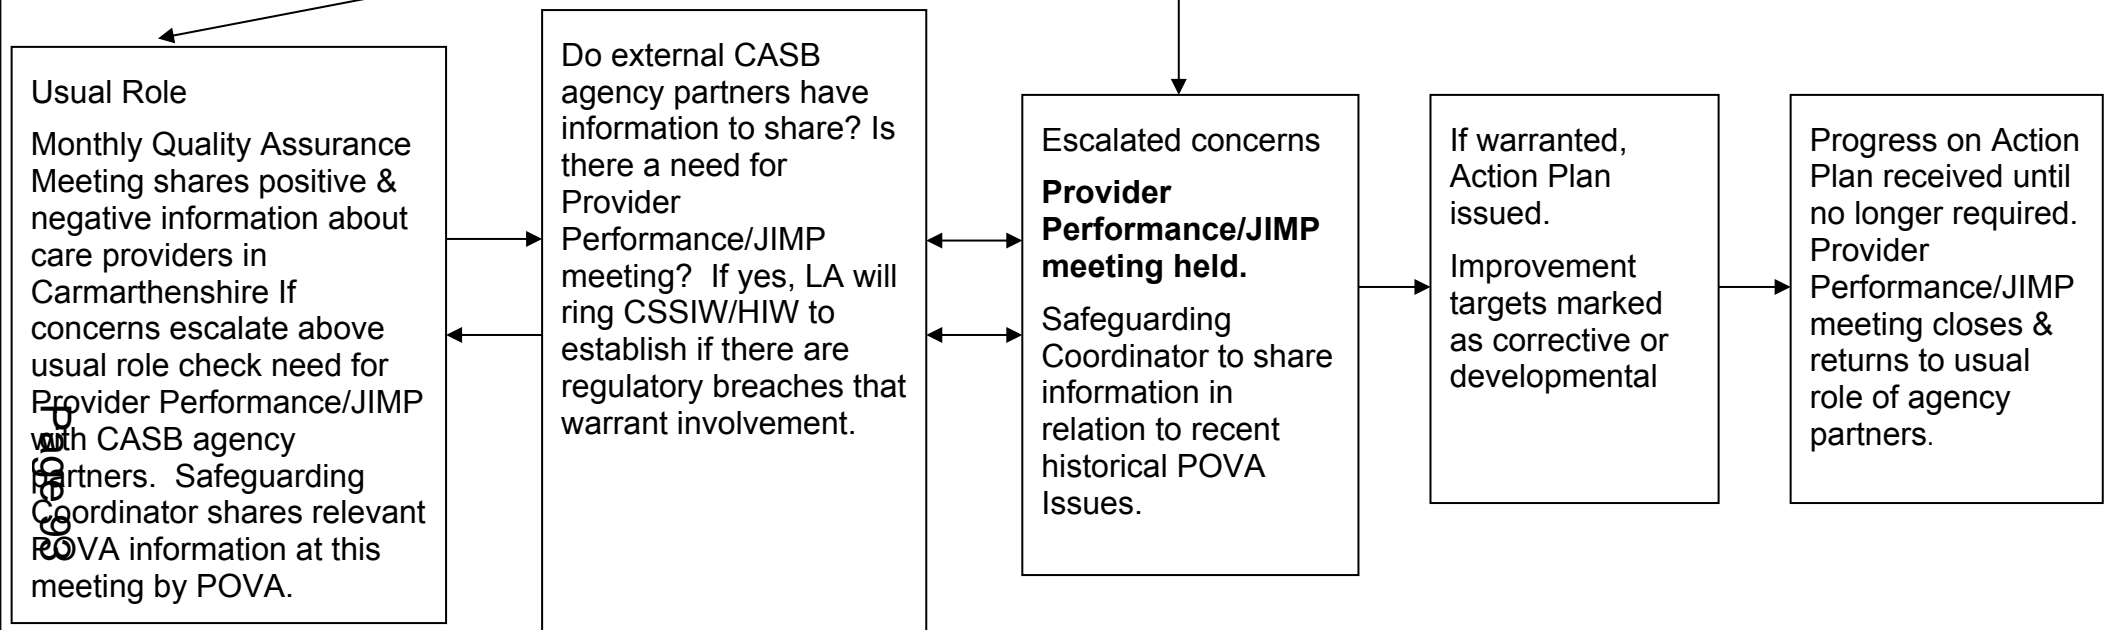 Usual Role
Monthly Quality Assurance
Meeting shares positive &
negative information about
care providers in
Carmarthenshire If
concerns escalate above
usual role check need for
Provider Performance/JIMP
with CASB agency
partners.  Safeguarding
Coordinator shares relevant
POVA information at this
meeting by POVA.
Page 93
Do external CASB
agency partners have
information to share? Is
there a need for
Provider
Performance/JIMP
meeting?  If yes, LA will
ring CSSIW/HIW to
establish if there are
regulatory breaches that
warrant involvement.
Escalated concerns
Provider
Performance/JIMP
meeting held.
Safeguarding
Coordinator to share
information in
relation to recent
historical POVA
Issues.
If warranted,
Action Plan
issued.
Improvement
targets marked
as corrective or
developmental
Progress on Action
Plan received until
no longer required.
Provider
Performance/JIMP
meeting closes &
returns to usual
role of agency
partners.